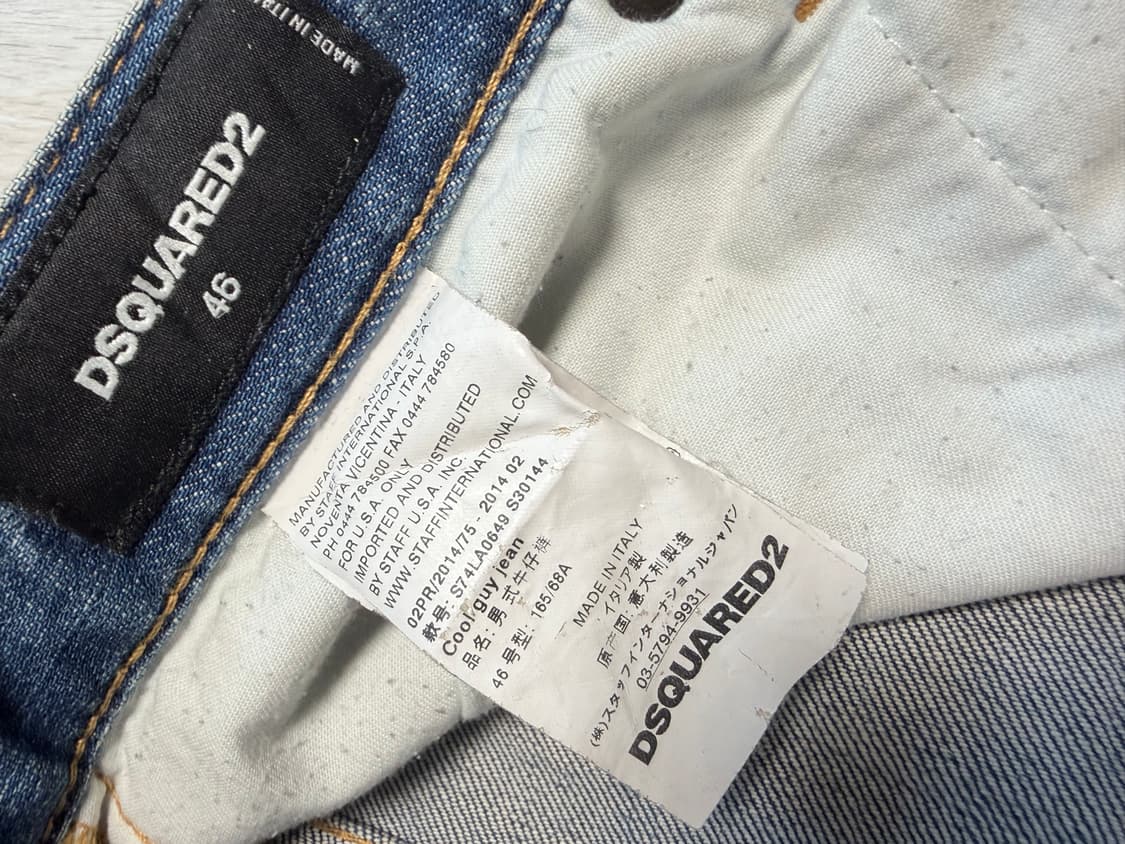 MADE IN ITA
DSQUARED2
46
MANUFACTURED AND DISTRIBUTED
BY STAFF INTERNATIONAL S.P.A.
NOVENTA VICENTINA - ITALY
PH 0444 784500 FAX 0444 784580
FOR U.S.A. ONLY
IMPORTED AND DISTRIBUTED
BY STAFF U.S.A. INC.
WWW.STAFFINTERNATIONAL.COM
02PR/2014/75 - 2014 02
款号: S74LA0649 S30144
Cool guy jean
品名: 男 式牛仔裤
46 号型: 165/68A
MADE IN ITALY
イタリア製
原产国: 意大利製造
(株)スタッフインターナショナルジャパン
03-5794-9931
DSQUARED2